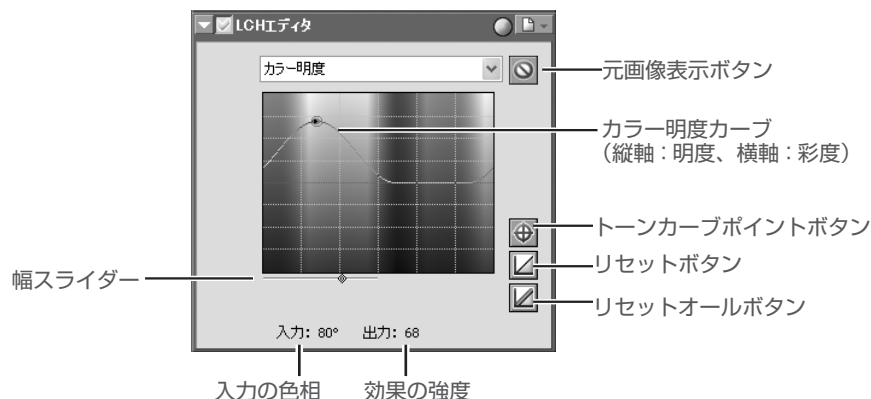 LCHエディタ
カラー明度
元画像表示ボタン
カラー明度カーブ
（縦軸：明度、横軸：彩度）
トーンカーブポイントボタン
リセットボタン
幅スライダー
リセットオールボタン
入力: 80° 出力: 68
入力の色相 効果の強度